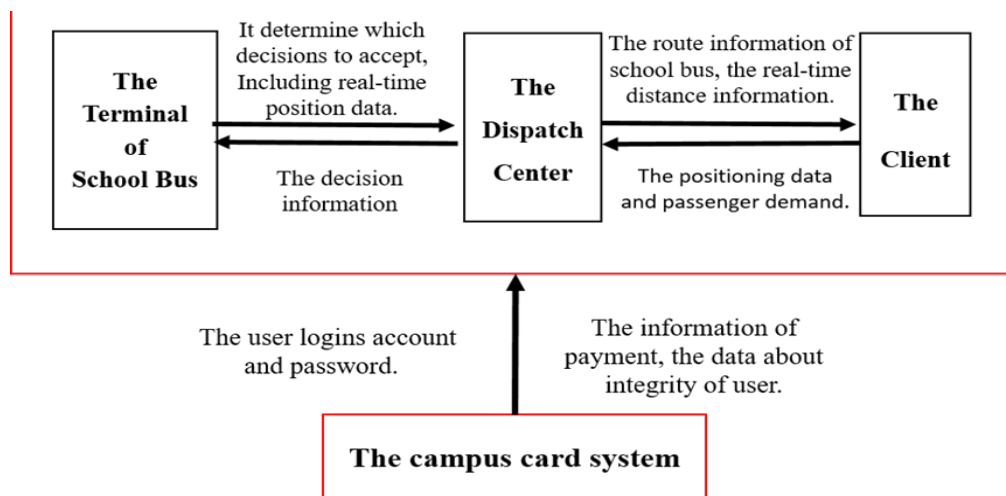 The
Terminal
of
School Bus
It determine which
decisions to accept,
Including real-time
position data.
The decision
information
The
Dispatch
Center
The route information of
school bus, the real-time
distance information.
The positioning data
and passenger demand.
The
Client
The user logins account
and password.
The information of
payment, the data about
integrity of user.
The campus card system